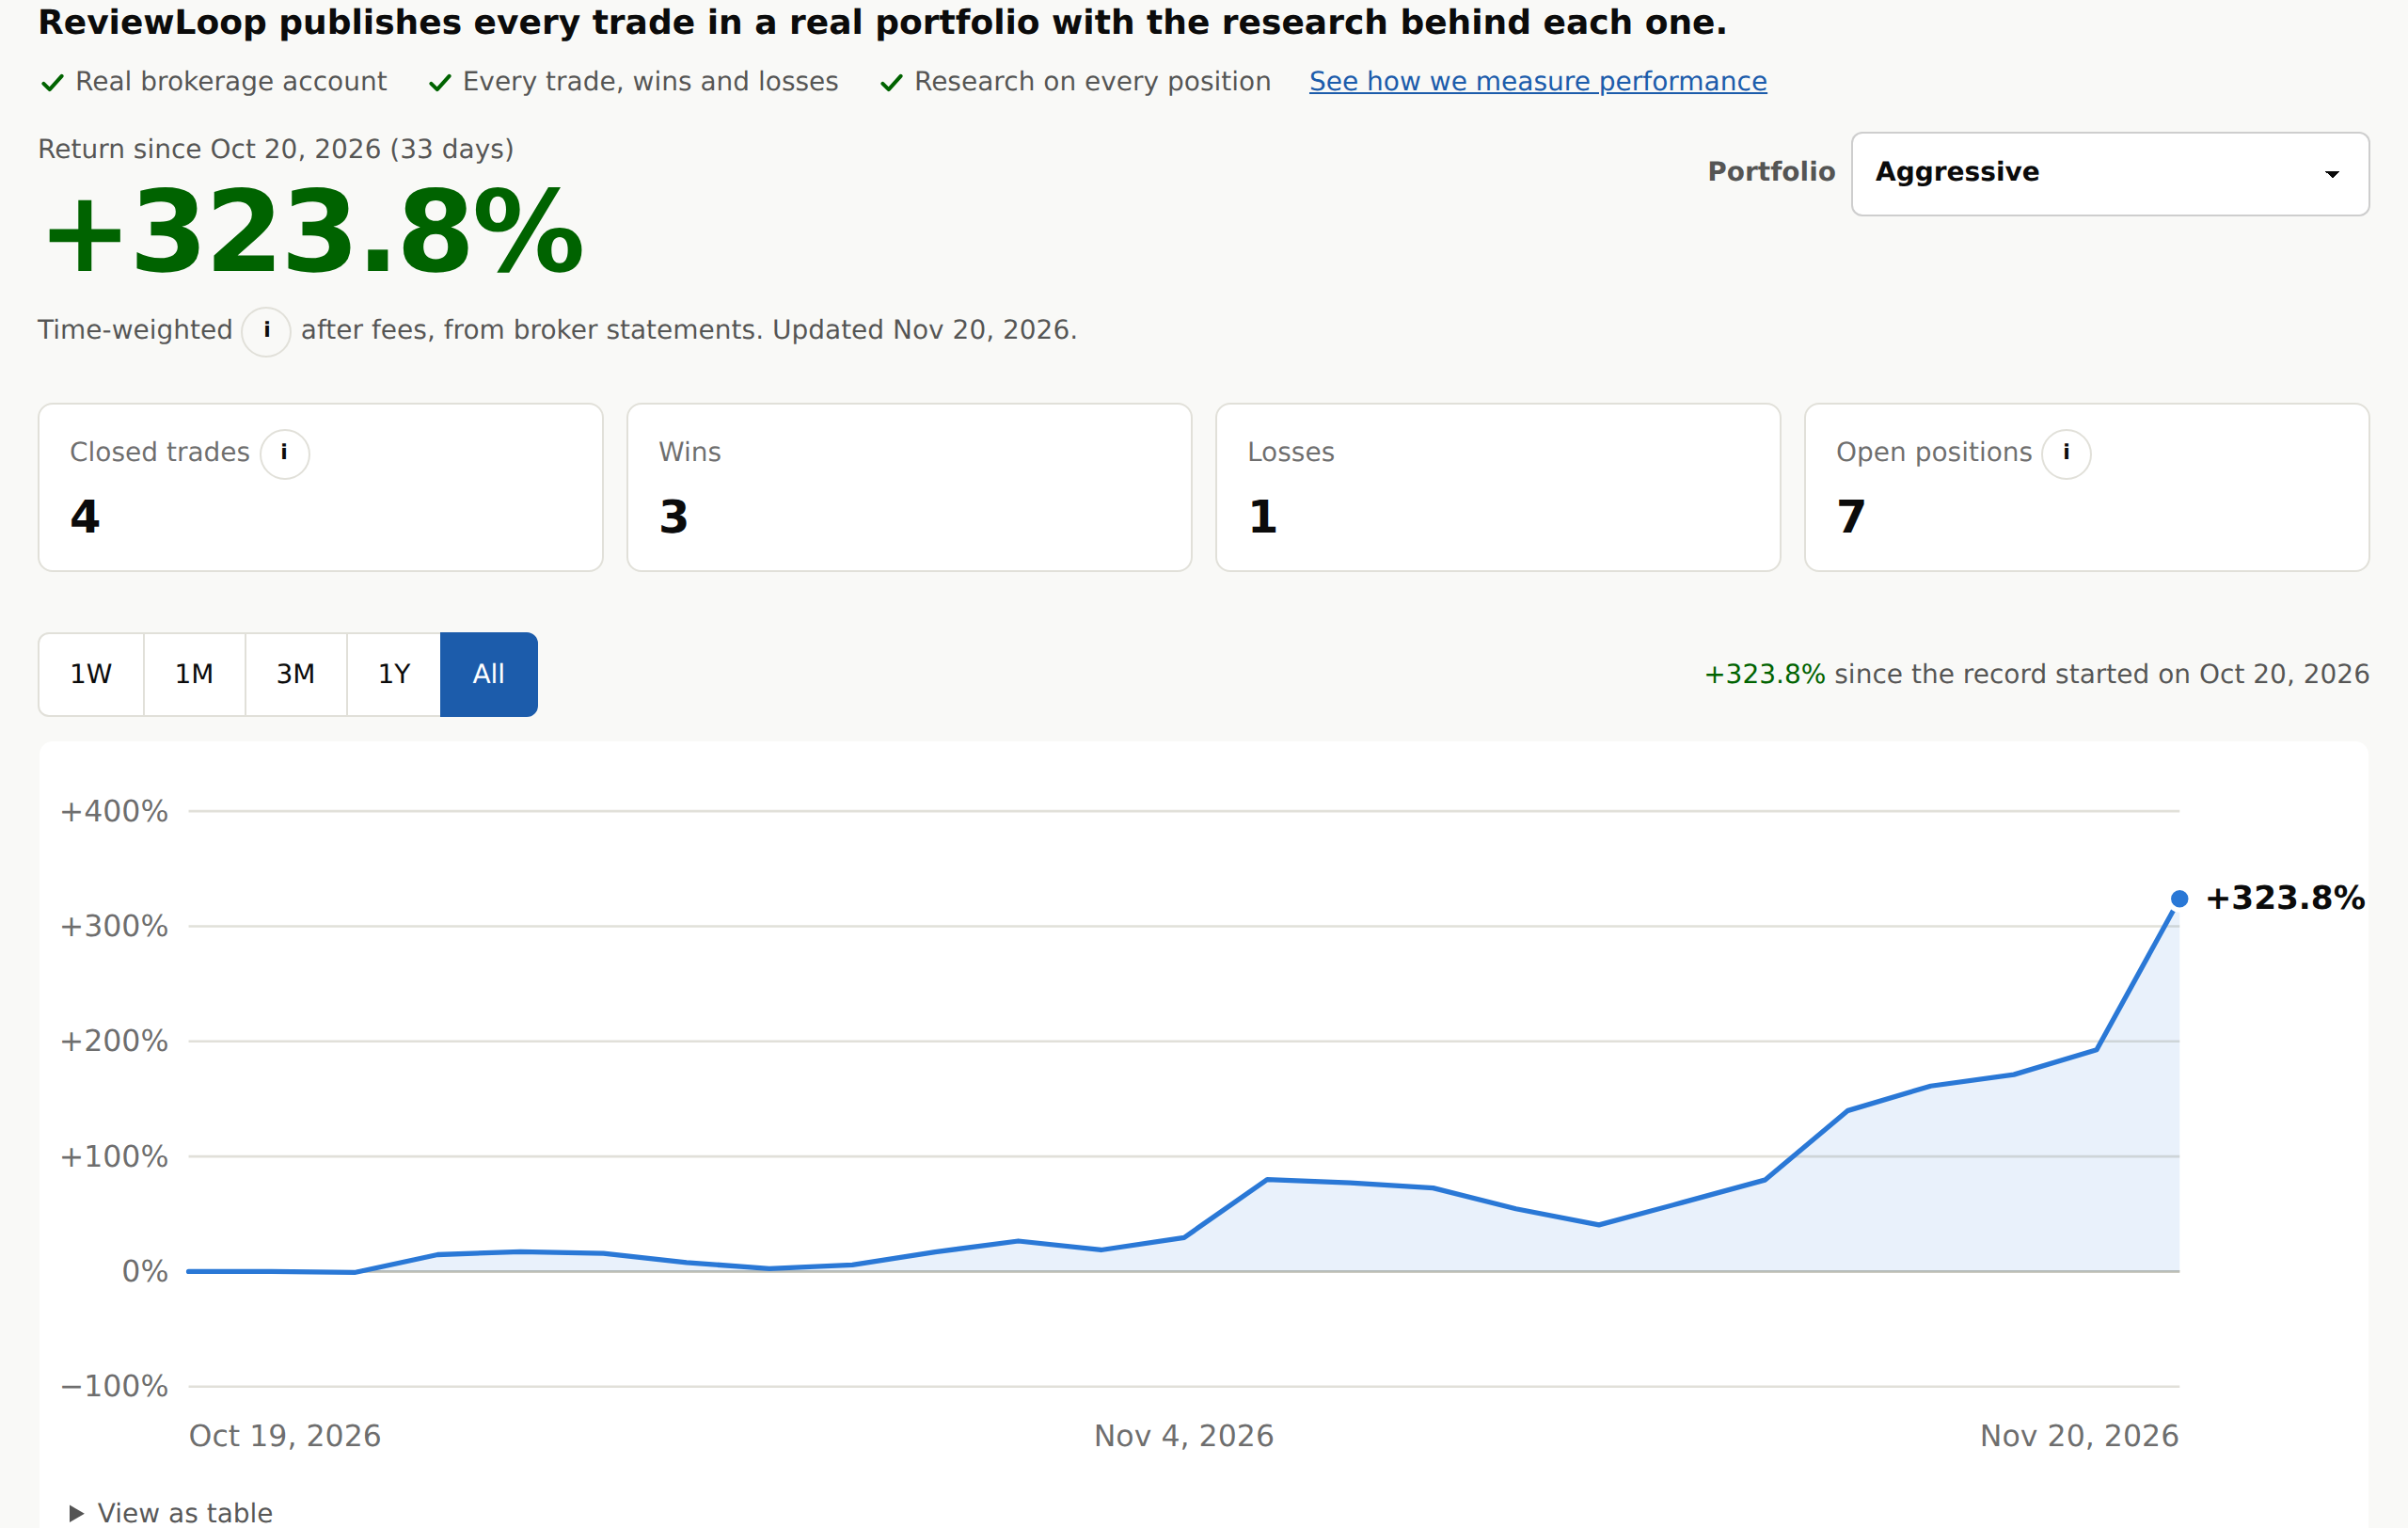 ReviewLoop publishes every trade in a real portfolio with the research behind each one.
Real brokerage account Every trade, wins and losses Research on every position See how we measure performance
Return since Oct 20, 2026 (33 days)
Portfolio Aggressive
+323.8%
Time-weighted i after fees, from broker statements. Updated Nov 20, 2026.
Closed trades i
4
Wins
3
Losses
1
Open positions i
7
1W 1M 3M 1Y All
+323.8% since the record started on Oct 20, 2026
+400%
+323.8%
+300%
+200%
+100%
0%
−100%
Oct 19, 2026 Nov 4, 2026 Nov 20, 2026
View as table